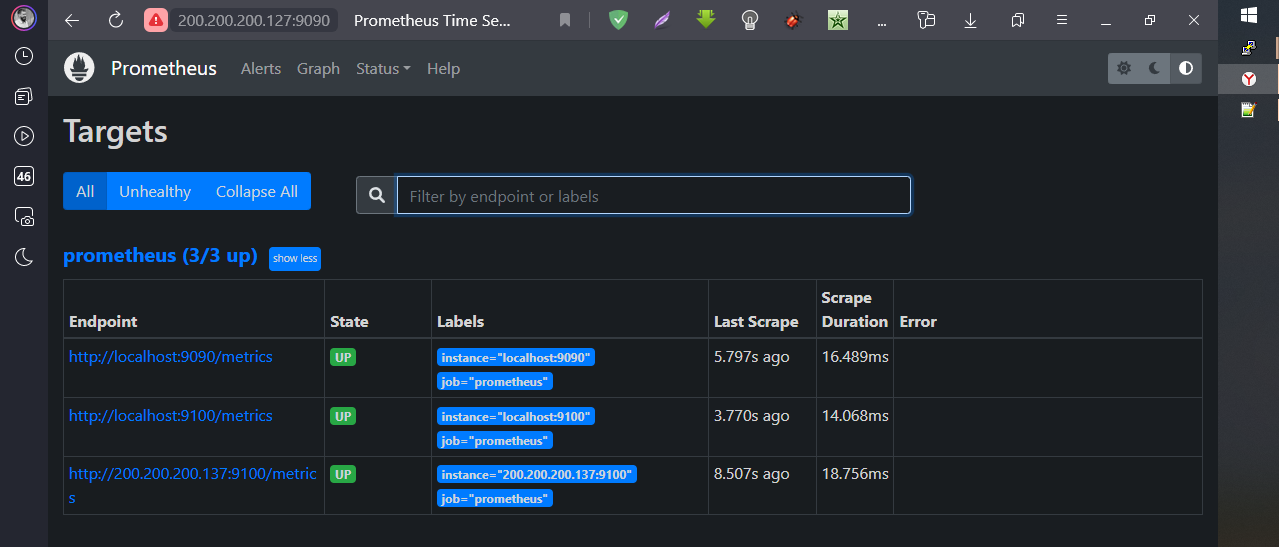 200.200.200.127:9090 Prometheus Time Se... ...
Prometheus Alerts Graph Status Help
Targets
46
All Unhealthy Collapse All Filter by endpoint or labels
prometheus (3/3 up) show less
Endpoint State Labels Last Scrape Scrape Duration Error
http://localhost:9090/metrics UP instance="localhost:9090" 5.797s ago 16.489ms
job="prometheus"
http://localhost:9100/metrics UP instance="localhost:9100" 3.770s ago 14.068ms
job="prometheus"
http://200.200.200.137:9100/metric UP instance="200.200.200.137:9100" 8.507s ago 18.756ms
s job="prometheus"